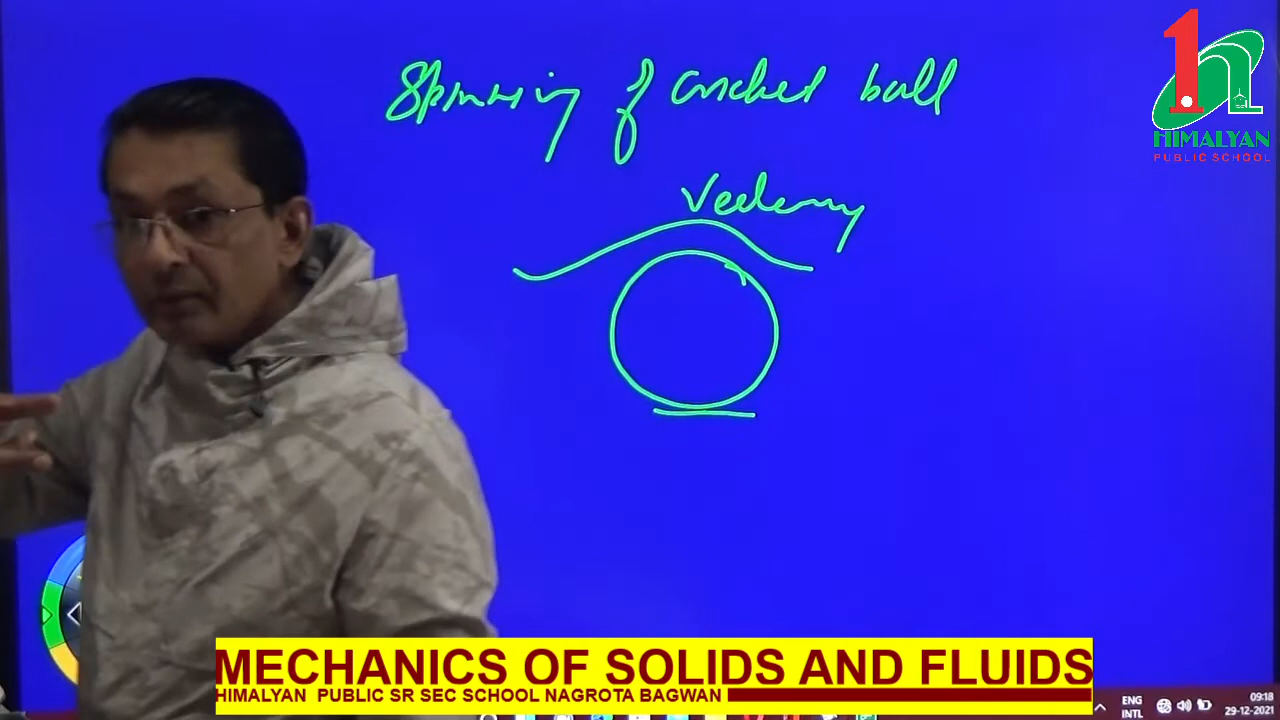 Spinning of cricket ball
Velocity
HIMALYAN
PUBLIC SCHOOL
MECHANICS OF SOLIDS AND FLUIDS
HIMALYAN PUBLIC SR SEC SCHOOL NAGROTA BAGWAN
ENG
INTL
09:18
29-12-2021